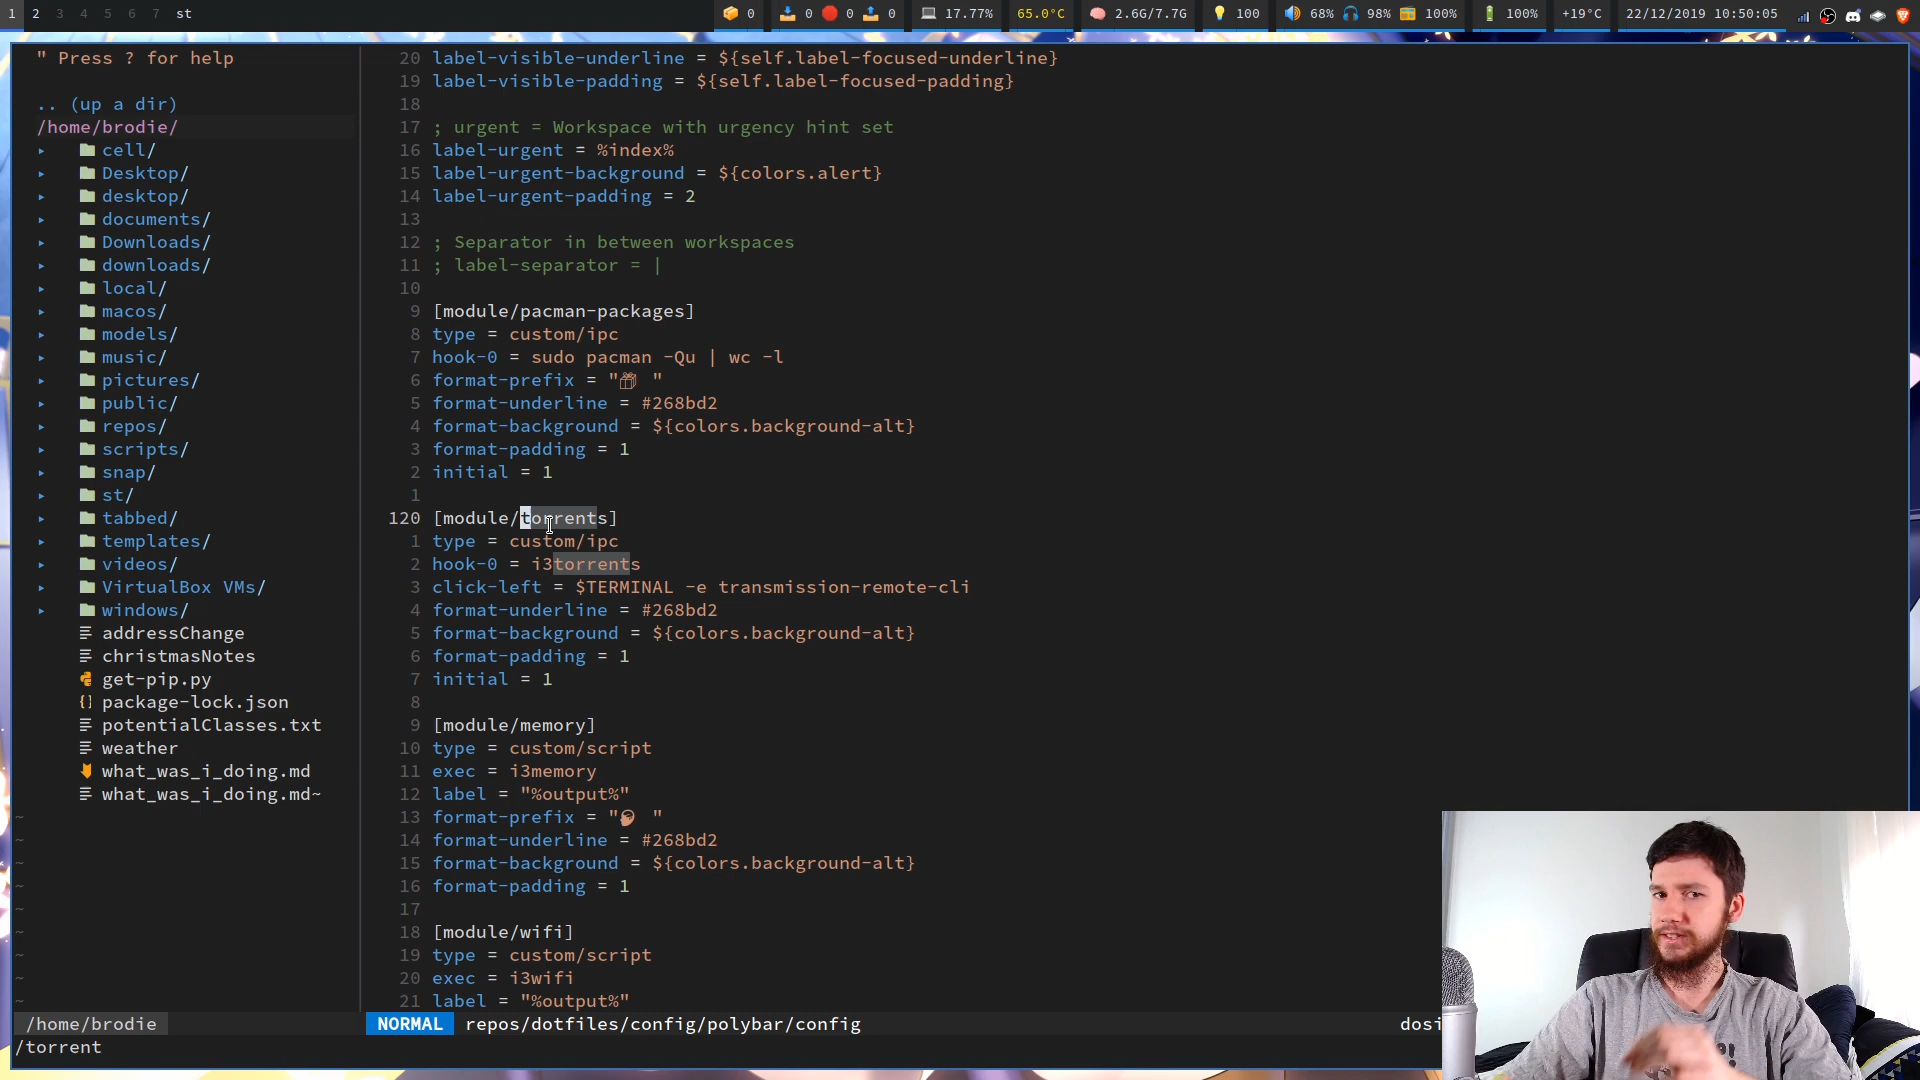 1 2 3 4 5 6 7 st
0 0 0 0 17.77% 65.0°C 2.6G/7.7G 100 68% 98% 100% 100% +19°C 22/12/2019 10:50:05
" Press ? for help
.. (up a dir)
/home/brodie/
cell/
Desktop/
desktop/
documents/
Downloads/
downloads/
local/
macos/
models/
music/
pictures/
public/
repos/
scripts/
snap/
st/
tabbed/
templates/
videos/
VirtualBox VMs/
windows/
addressChange
christmasNotes
get-pip.py
package-lock.json
potentialClasses.txt
weather
what_was_i_doing.md
what_was_i_doing.md~
~
~
~
~
~
~
~
~
~
/home/brodie
20 label-visible-underline = ${self.label-focused-underline}
19 label-visible-padding = ${self.label-focused-padding}
18
17 ; urgent = Workspace with urgency hint set
16 label-urgent = %index%
15 label-urgent-background = ${colors.alert}
14 label-urgent-padding = 2
13
12 ; Separator in between workspaces
11 ; label-separator = |
10
9 [module/pacman-packages]
8 type = custom/ipc
7 hook-0 = sudo pacman -Qu | wc -l
6 format-prefix = "🎁 "
5 format-underline = #268bd2
4 format-background = ${colors.background-alt}
3 format-padding = 1
2 initial = 1
1
120 [module/torrents]
1 type = custom/ipc
2 hook-0 = i3torrents
3 click-left = $TERMINAL -e transmission-remote-cli
4 format-underline = #268bd2
5 format-background = ${colors.background-alt}
6 format-padding = 1
7 initial = 1
8
9 [module/memory]
10 type = custom/script
11 exec = i3memory
12 label = "%output%"
13 format-prefix = "🧠 "
14 format-underline = #268bd2
15 format-background = ${colors.background-alt}
16 format-padding = 1
17
18 [module/wifi]
19 type = custom/script
20 exec = i3wifi
21 label = "%output%"
NORMAL repos/dotfiles/config/polybar/config dosi
/torrent